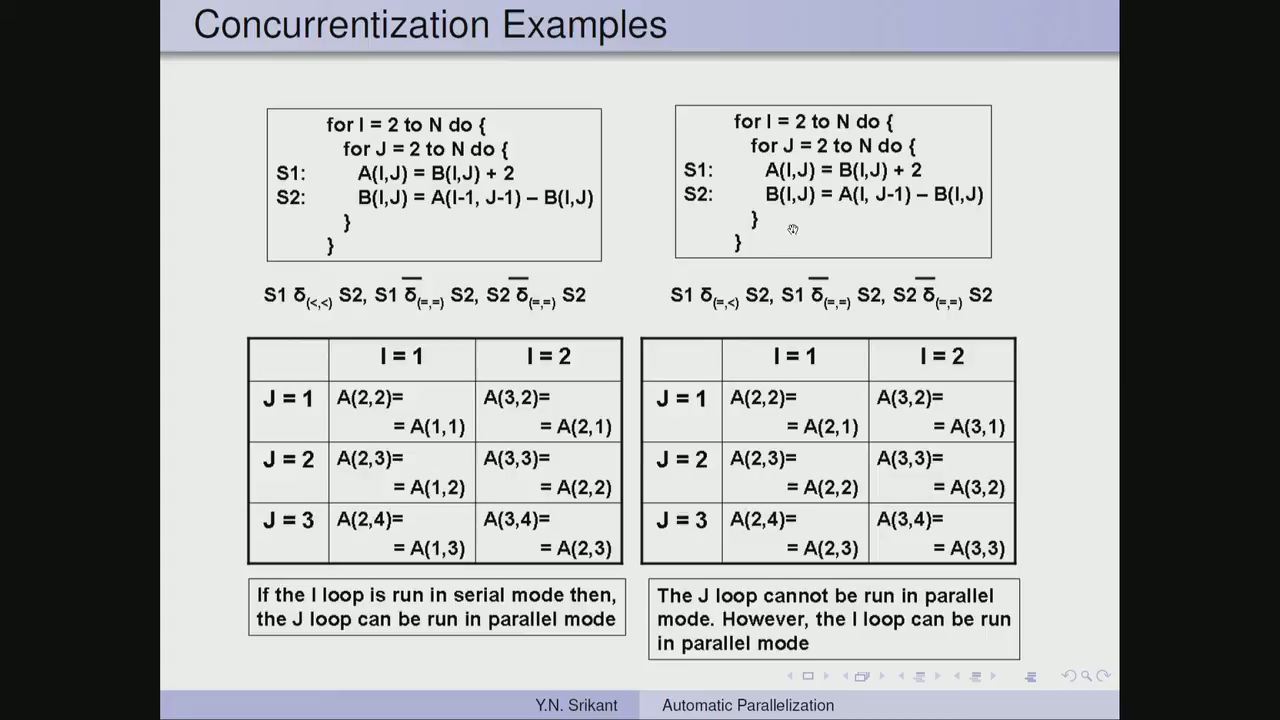 Concurrentization Examples
for I = 2 to N do {
for J = 2 to N do {
S1: A(I,J) = B(I,J) + 2
S2: B(I,J) = A(I-1, J-1) – B(I,J)
}
}
S1 δ(<,<) S2, S1 δ̅(=,=) S2, S2 δ̅(=,=) S2
I = 1 I = 2
J = 1 A(2,2)= A(3,2)=
= A(1,1) = A(2,1)
J = 2 A(2,3)= A(3,3)=
= A(1,2) = A(2,2)
J = 3 A(2,4)= A(3,4)=
= A(1,3) = A(2,3)
If the I loop is run in serial mode then,
the J loop can be run in parallel mode
for I = 2 to N do {
for J = 2 to N do {
S1: A(I,J) = B(I,J) + 2
S2: B(I,J) = A(I, J-1) – B(I,J)
}
}
S1 δ(=,<) S2, S1 δ̅(=,=) S2, S2 δ̅(=,=) S2
I = 1 I = 2
J = 1 A(2,2)= A(3,2)=
= A(2,1) = A(3,1)
J = 2 A(2,3)= A(3,3)=
= A(2,2) = A(3,2)
J = 3 A(2,4)= A(3,4)=
= A(2,3) = A(3,3)
The J loop cannot be run in parallel
mode. However, the I loop can be run
in parallel mode
Y.N. Srikant Automatic Parallelization